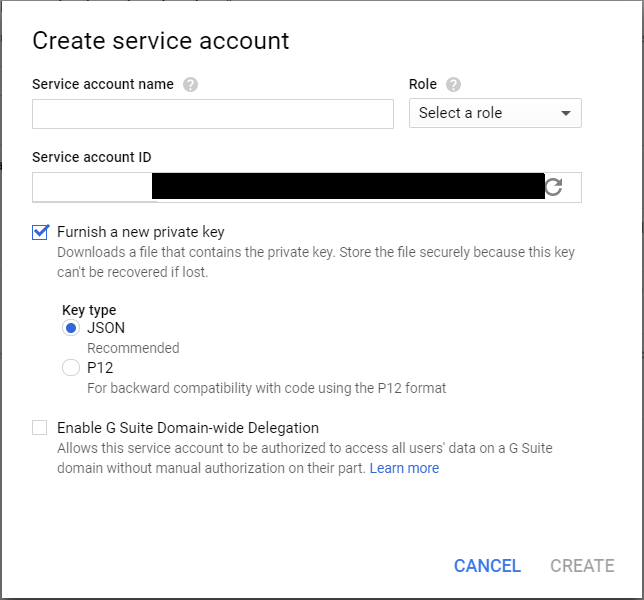 Create service account
Service account name ?
Role ?
Select a role
Service account ID
Furnish a new private key
Downloads a file that contains the private key. Store the file securely because this key
can't be recovered if lost.
Key type
JSON
Recommended
P12
For backward compatibility with code using the P12 format
Enable G Suite Domain-wide Delegation
Allows this service account to be authorized to access all users' data on a G Suite
domain without manual authorization on their part. Learn more
CANCEL CREATE